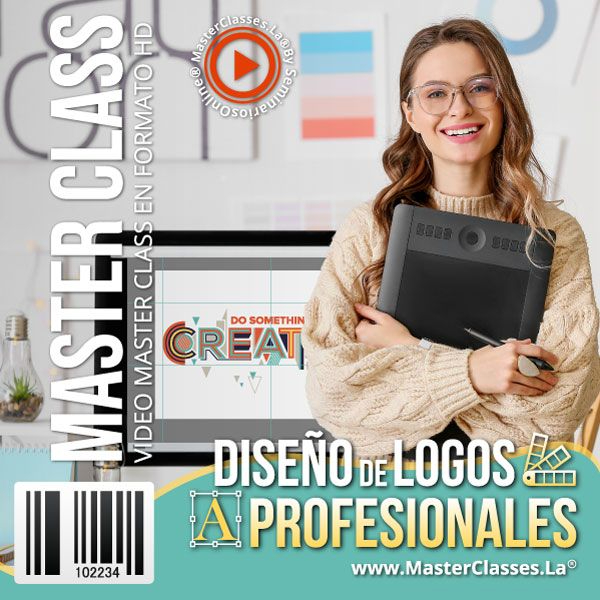 MASTER CLASS
VIDEO MASTER CLASS EN FORMATO HD
MasterClasses.La® By SeminariosOnline®
DO SOMETHIN
CREAT
DISEÑO DE LOGOS
A PROFESIONALES
www.MasterClasses.La®
102234